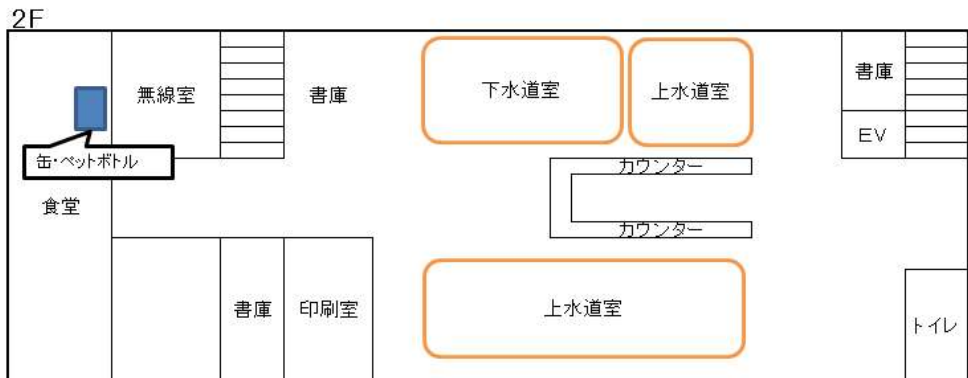 2F
無線室
書庫
下水道室
上水道室
書庫
EV
缶・ペットボトル
カウンター
食堂
カウンター
書庫
印刷室
上水道室
トイレ